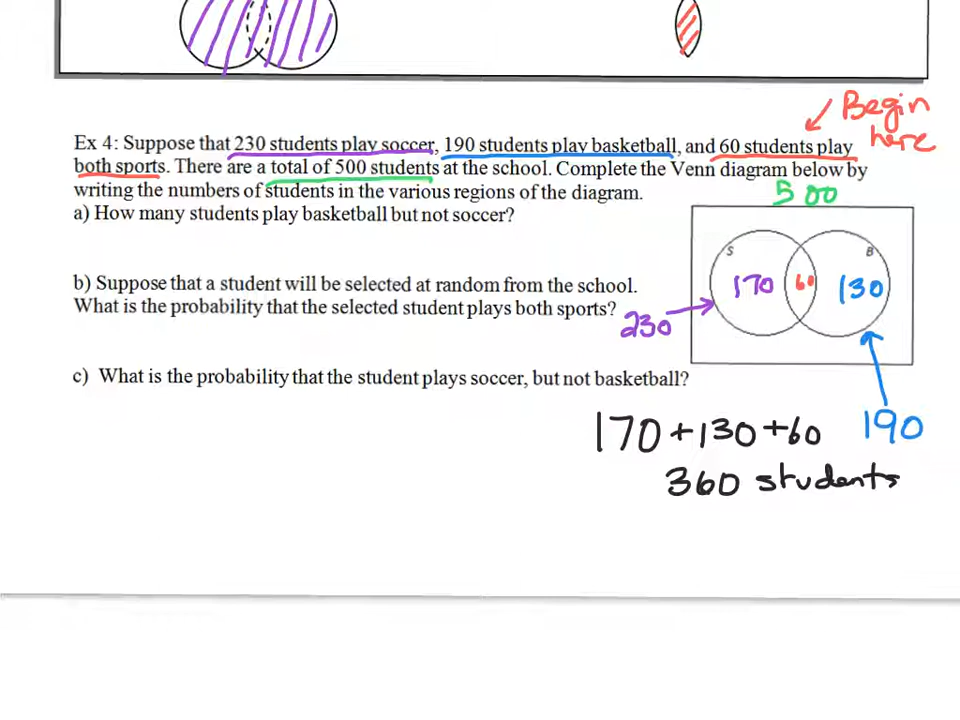 Begin
here
Ex 4: Suppose that 230 students play soccer, 190 students play basketball, and 60 students play
both sports. There are a total of 500 students at the school. Complete the Venn diagram below by
writing the numbers of students in the various regions of the diagram.
500
a) How many students play basketball but not soccer?
S
B
170
60
130
b) Suppose that a student will be selected at random from the school.
What is the probability that the selected student plays both sports?
230
c) What is the probability that the student plays soccer, but not basketball?
170+130+60
190
360 students